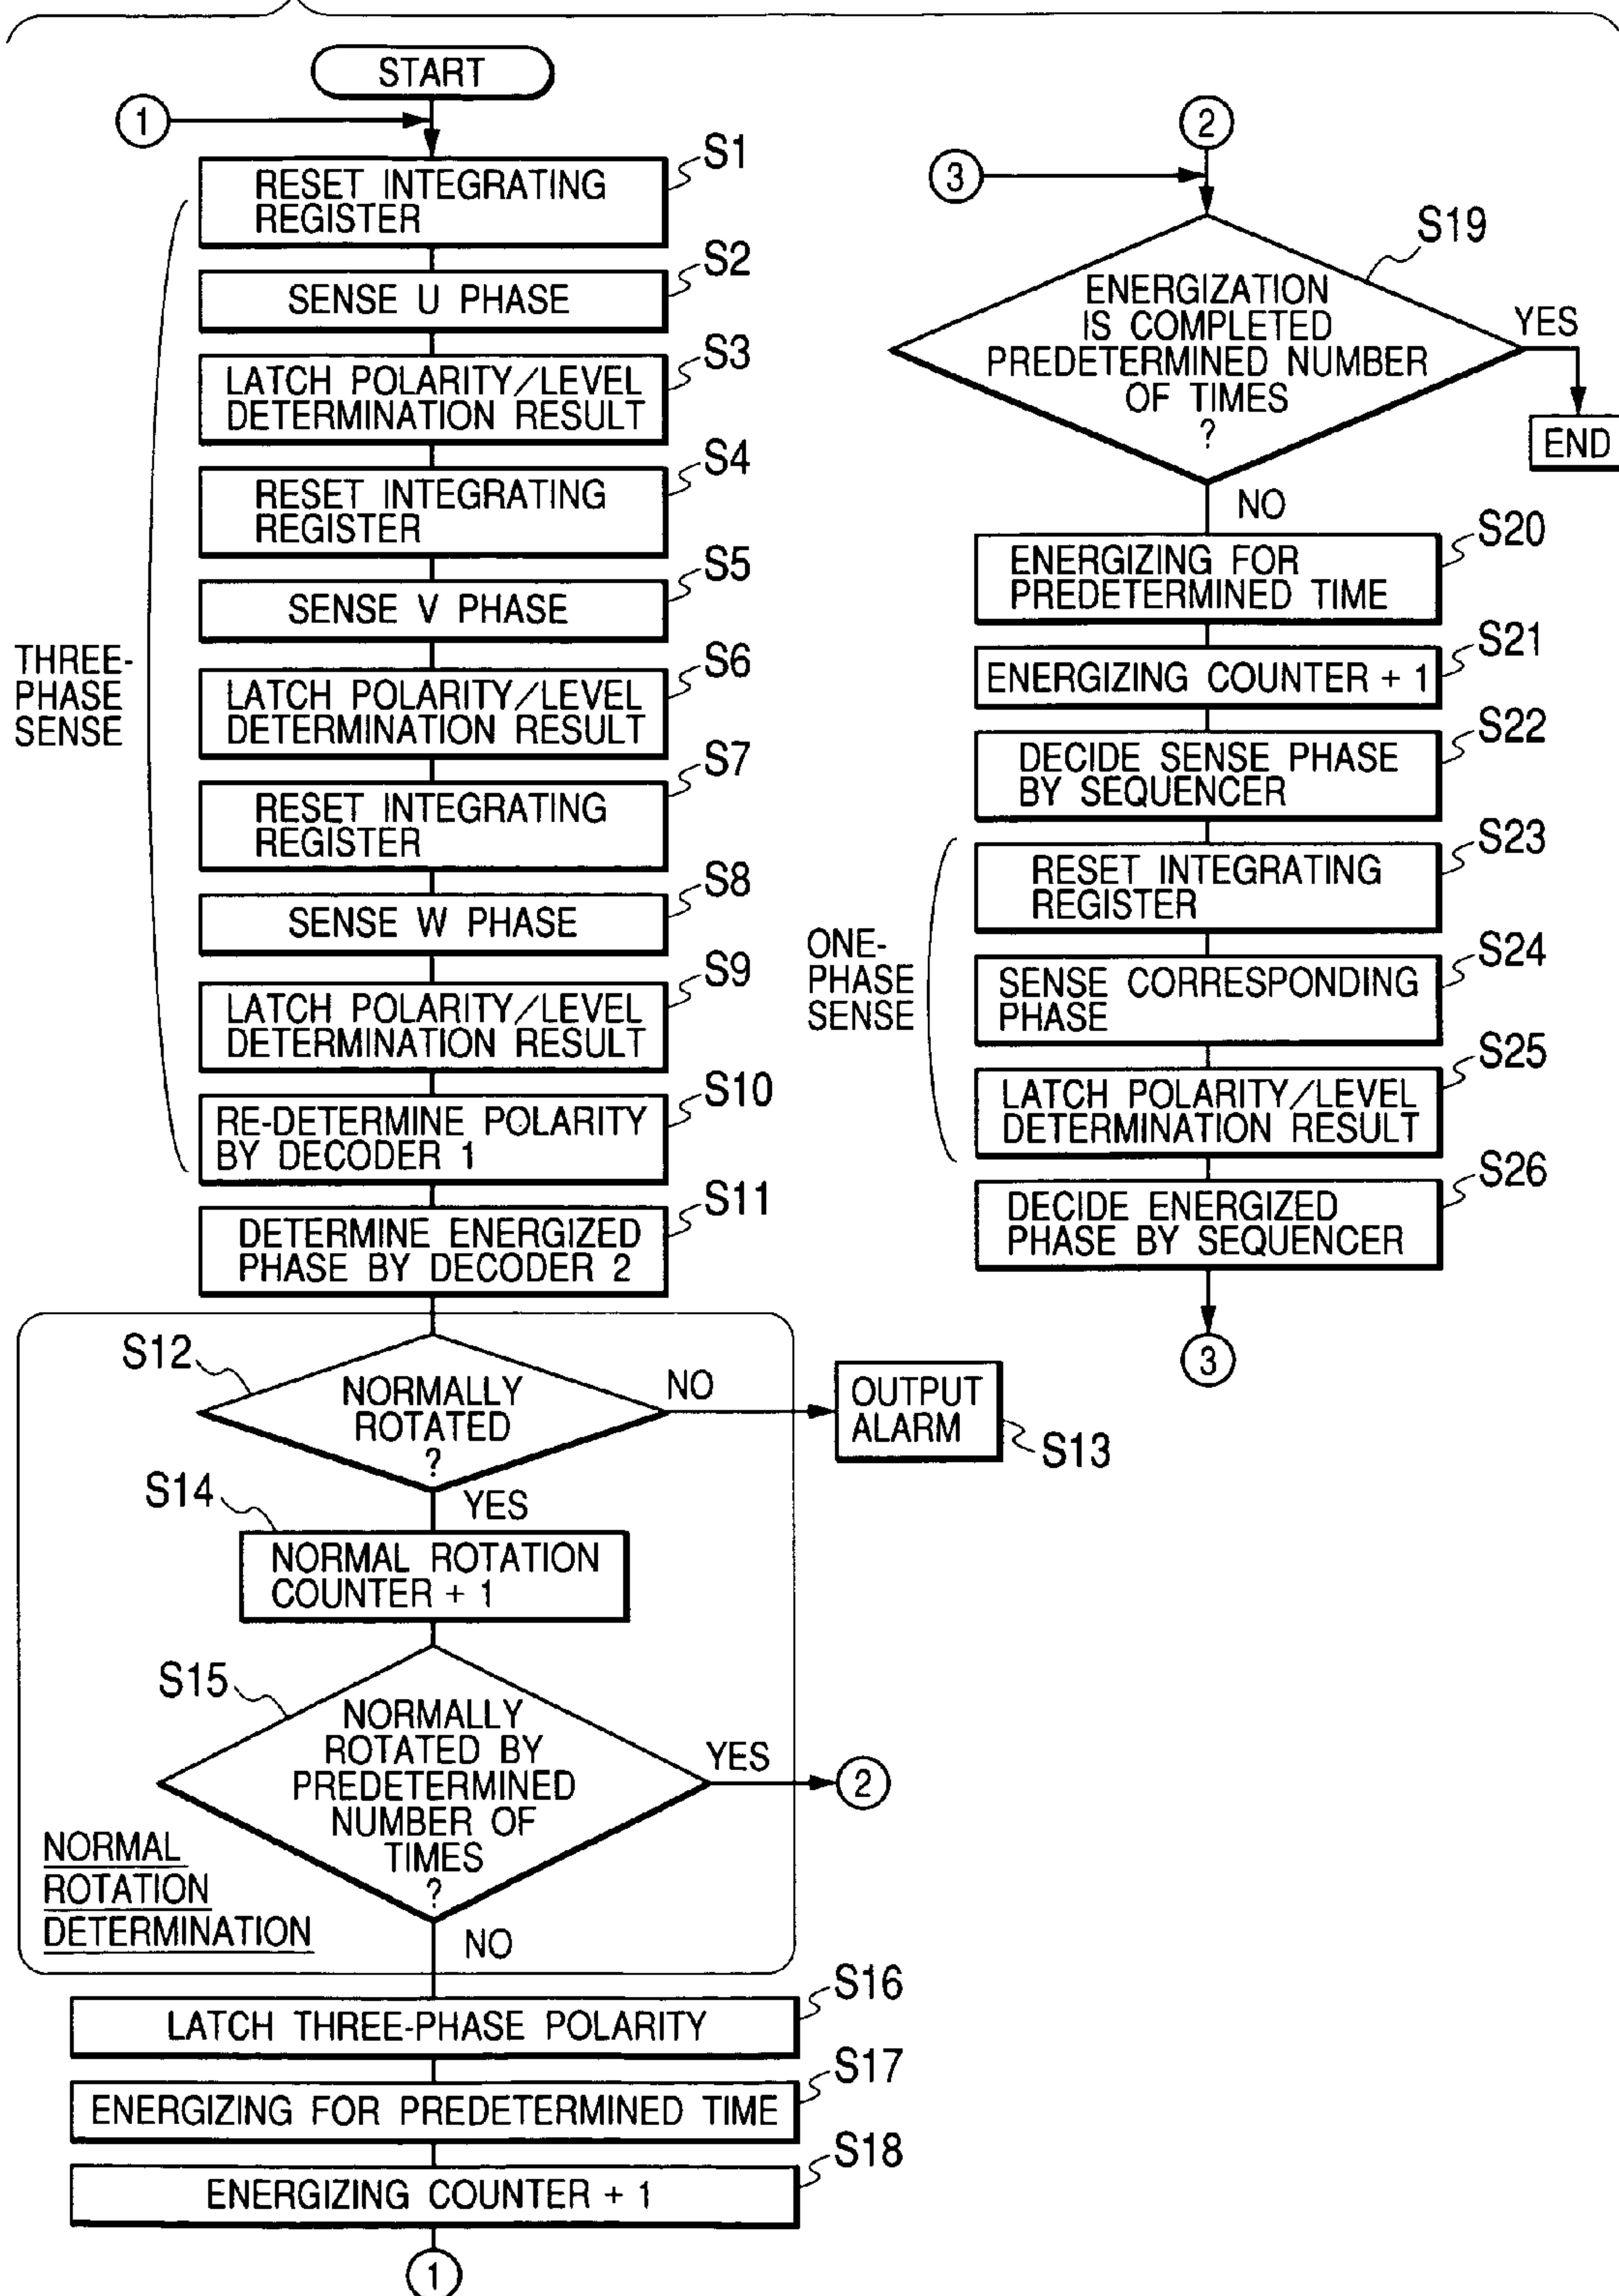 START
1
RESET INTEGRATING
REGISTER
S1
SENSE U PHASE
S2
LATCH POLARITY/LEVEL
DETERMINATION RESULT
S3
RESET INTEGRATING
REGISTER
S4
SENSE V PHASE
S5
THREE-
PHASE
SENSE
LATCH POLARITY/LEVEL
DETERMINATION RESULT
S6
RESET INTEGRATING
REGISTER
S7
SENSE W PHASE
S8
LATCH POLARITY/LEVEL
DETERMINATION RESULT
S9
RE-DETERMINE POLARITY
BY DECODER 1
S10
DETERMINE ENERGIZED
PHASE BY DECODER 2
S11
S12
NORMALLY
ROTATED
?
NO
OUTPUT
ALARM
S13
YES
S14
NORMAL ROTATION
COUNTER + 1
S15
NORMALLY
ROTATED BY
PREDETERMINED
NUMBER OF
TIMES
?
YES
2
NORMAL
ROTATION
DETERMINATION
NO
LATCH THREE-PHASE POLARITY
S16
ENERGIZING FOR PREDETERMINED TIME
S17
ENERGIZING COUNTER + 1
S18
1
2
3
S19
ENERGIZATION
IS COMPLETED
PREDETERMINED NUMBER
OF TIMES
?
YES
END
NO
ENERGIZING FOR
PREDETERMINED TIME
S20
ENERGIZING COUNTER + 1
S21
DECIDE SENSE PHASE
BY SEQUENCER
S22
ONE-
PHASE
SENSE
RESET INTEGRATING
REGISTER
S23
SENSE CORRESPONDING
PHASE
S24
LATCH POLARITY/LEVEL
DETERMINATION RESULT
S25
DECIDE ENERGIZED
PHASE BY SEQUENCER
S26
3